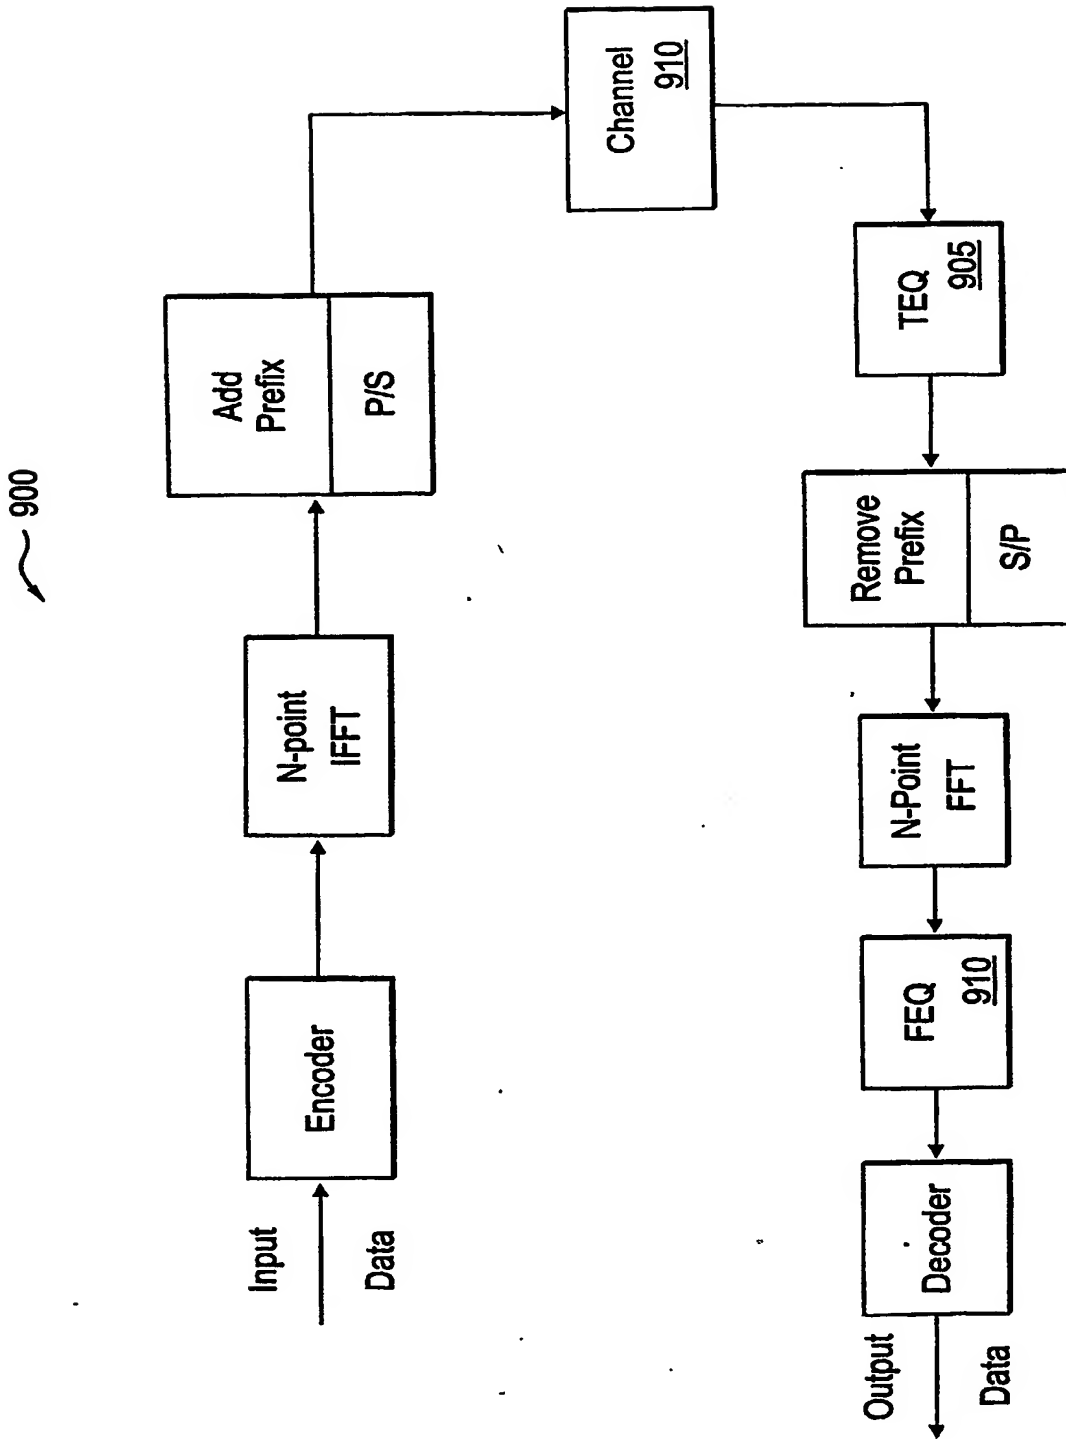 900
Input
Data
Encoder
N-point
IFFT
Add
Prefix
P/S
Channel
910
TEQ
905
Remove
Prefix
S/P
N-Point
FFT
FEQ
910
Decoder
Output
Data